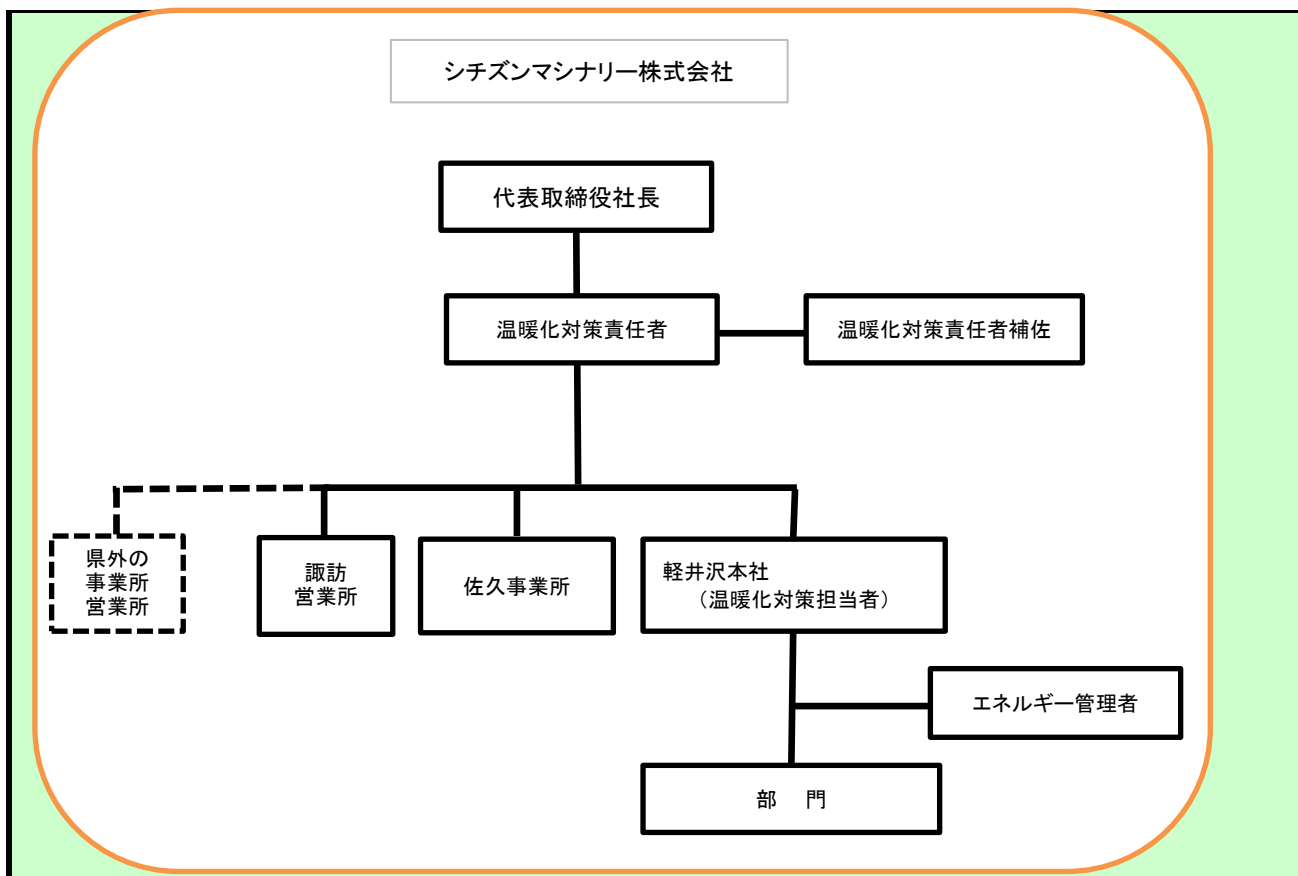 シチズンマシナリー株式会社
代表取締役社長
温暖化対策責任者
温暖化対策責任者補佐
県外の
事業所
営業所
諏訪
営業所
佐久事業所
軽井沢本社
（温暖化対策担当者）
エネルギー管理者
部　門